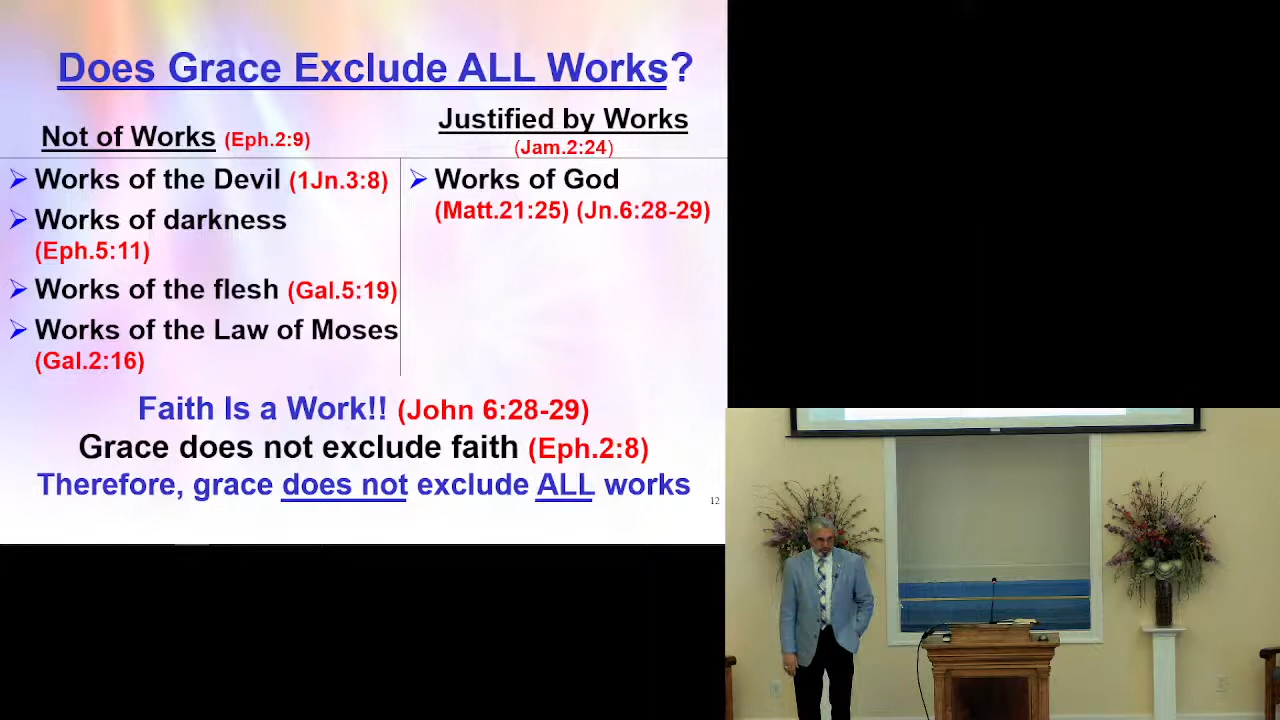 Does Grace Exclude ALL Works?
Not of Works (Eph.2:9)
Works of the Devil (1Jn.3:8)
Works of darkness
(Eph.5:11)
Works of the flesh (Gal.5:19)
Works of the Law of Moses
(Gal.2:16)
Justified by Works
(Jam.2:24)
Works of God
(Matt.21:25) (Jn.6:28-29)
Faith Is a Work!! (John 6:28-29)
Grace does not exclude faith (Eph.2:8)
Therefore, grace does not exclude ALL works
12